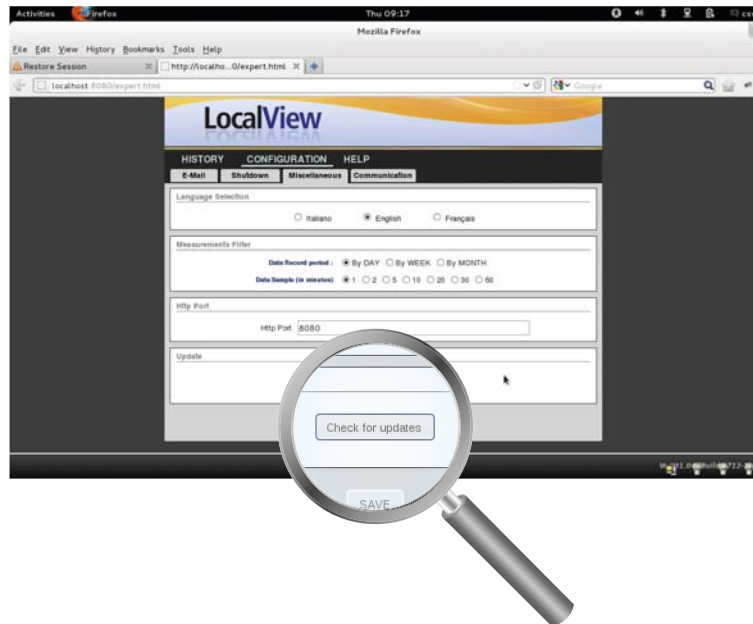 Activities Firefox Thu 09:17
Mozilla Firefox
File Edit View History Bookmarks Tools Help
Restore Session http://localho...0/expert.html
localhost:8080/expert.html Google
LocalView
HISTORY CONFIGURATION HELP
E-Mail Shutdown Miscellaneous Communication
Language Selection
Italiano English Français
Measurements Filter
Data Record period : By DAY By WEEK By MONTH
Data Sample (in minutes) 1 2 5 10 20 30 60
Http Port
Http Port 8080
Update
Check for updates
SAVE